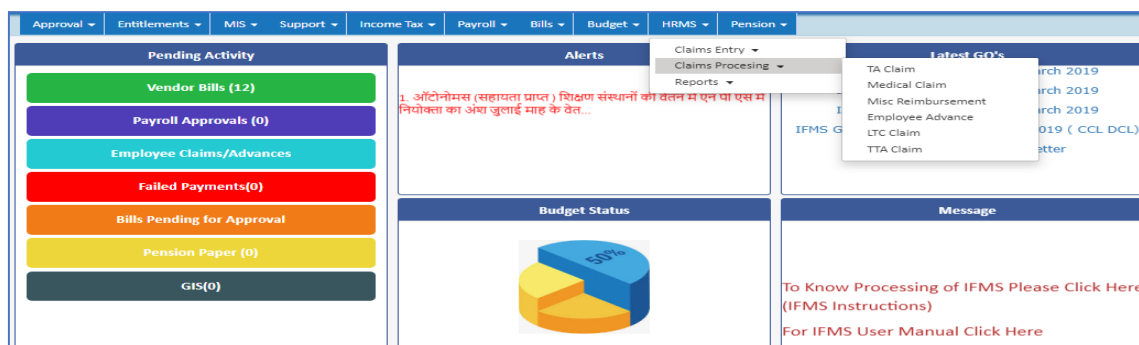 Approval Entitlements MIS Support Income Tax Payroll Bills Budget HRMS Pension
Pending Activity
Vendor Bills (12)
Payroll Approvals (0)
Employee Claims/Advances
Failed Payments(0)
Bills Pending for Approval
Pension Paper (0)
GIS(0)
Alerts
1. ऑटोनोमस (सहायता प्राप्त ) शिक्षण संस्थानों की वेतन में एन पी एस में
नियोक्ता का अंश जुलाई माह के वेत...
Budget Status
50%
Claims Entry
Claims Procesing
Reports
TA Claim
Medical Claim
Misc Reimbursement
Employee Advance
LTC Claim
TTA Claim
Latest GO's
arch 2019
arch 2019
IFMS G 019 ( CCL DCL)
etter
Message
To Know Processing of IFMS Please Click Here
(IFMS Instructions)
For IFMS User Manual Click Here